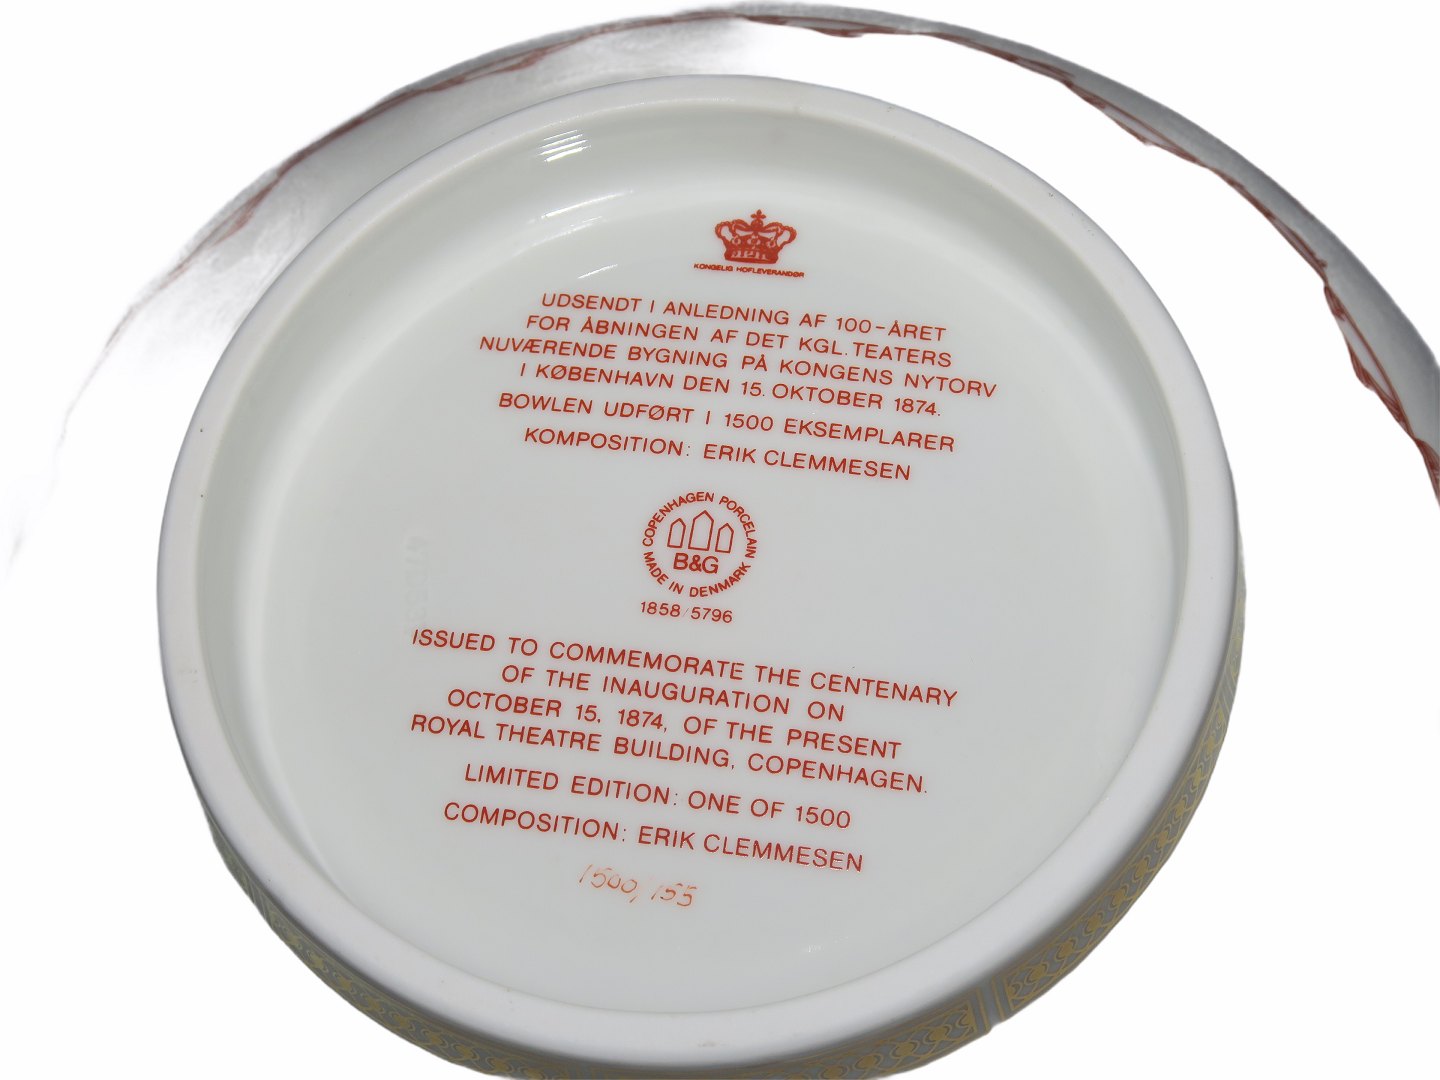 KONGELIG HOFLEVERANDØR
UDSENDT I ANLEDNING AF 100-ÅRET
FOR ÅBNINGEN AF DET KGL. TEATERS
NUVÆRENDE BYGNING PÅ KONGENS NYTORV
I KØBENHAVN DEN 15. OKTOBER 1874.
BOWLEN UDFØRT I 1500 EKSEMPLARER
KOMPOSITION: ERIK CLEMMESEN
COPENHAGEN PORCELAIN
B&G
MADE IN DENMARK
1858/5796
ISSUED TO COMMEMORATE THE CENTENARY
OF THE INAUGURATION ON
OCTOBER 15, 1874, OF THE PRESENT
ROYAL THEATRE BUILDING, COPENHAGEN.
LIMITED EDITION: ONE OF 1500
COMPOSITION: ERIK CLEMMESEN
1500/155